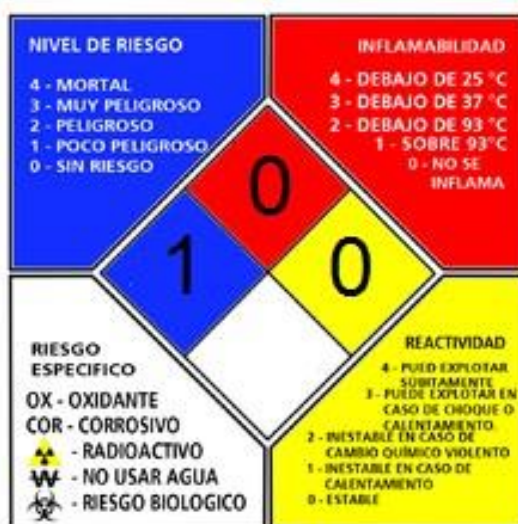 NIVEL DE RIESGO
4 - MORTAL
3 - MUY PELIGROSO
2 - PELIGROSO
1 - POCO PELIGROSO
0 - SIN RIESGO
INFLAMABILIDAD
4 - DEBAJO DE 25 °C
3 - DEBAJO DE 37 °C
2 - DEBAJO DE 93 °C
1 - SOBRE 93°C
0 - NO SE
INFLAMA
0
1
0
RIESGO
ESPECIFICO
OX - OXIDANTE
COR - CORROSIVO
- RADIOACTIVO
W - NO USAR AGUA
- RIESGO BIOLOGICO
REACTIVIDAD
4 - PUED EXPLOTAR
SÚBITAMENTE
3 - PUEDE EXPLOTAR EN
CASO DE CHOQUE O
CALENTAMIENTO.
2 - INESTABLE EN CASO DE
CAMBIO QUÍMICO VIOLENTO
1 - INESTABLE EN CASO DE
CALENTAMIENTO
0 - ESTABLE